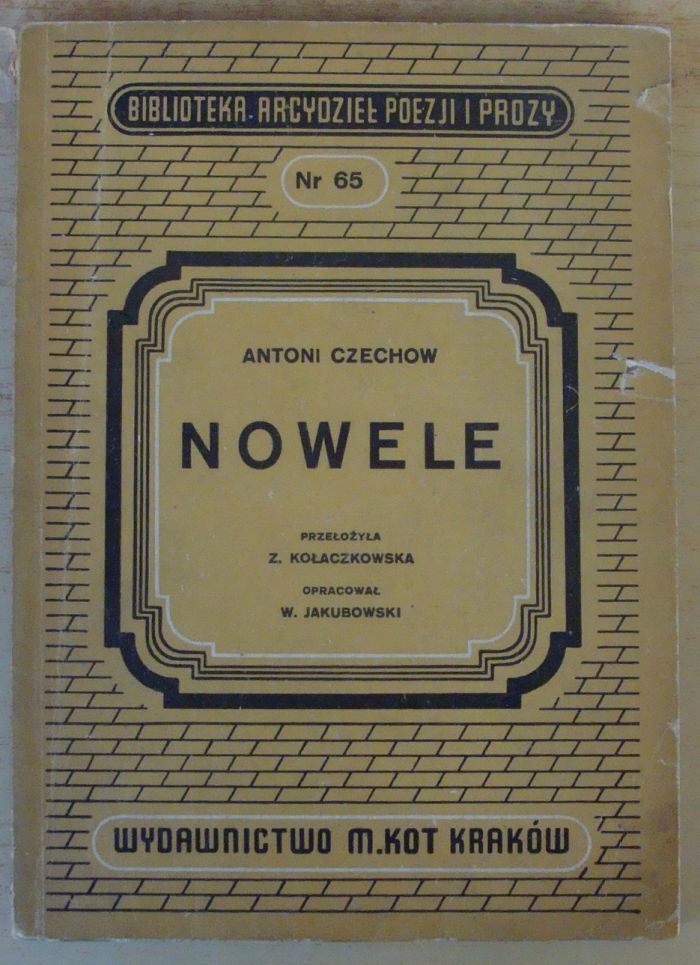 BIBLIOTEKA ARCYDZIEŁ POEZJI I PROZY
Nr 65
ANTONI CZECHOW
NOWELE
PRZEŁOŻYŁA
Z. KOŁACZKOWSKA
OPRACOWAŁ
W. JAKUBOWSKI
WYDAWNICTWO M. KOT KRAKÓW